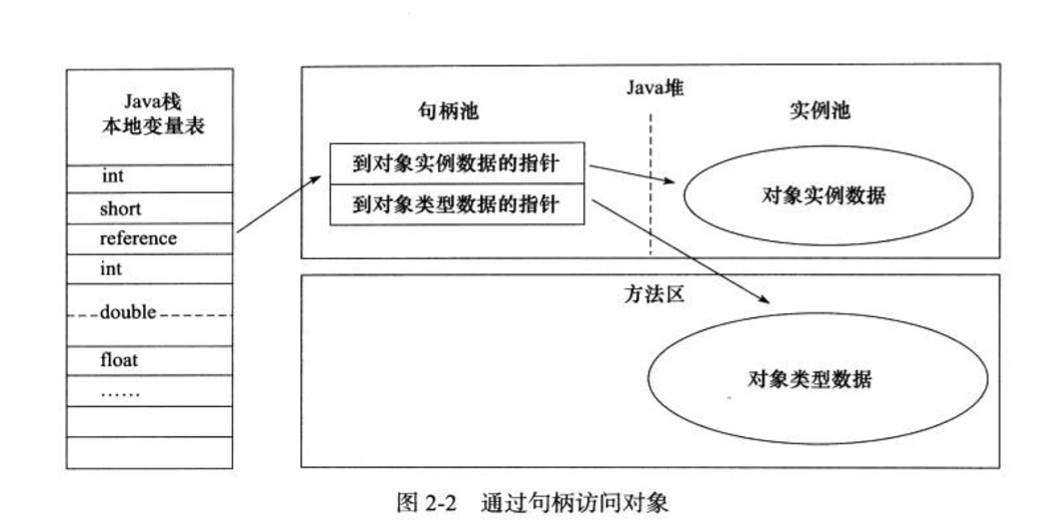 Java栈
本地变量表
int
short
reference
int
double
float
……
Java堆
句柄池
实例池
到对象实例数据的指针
到对象类型数据的指针
对象实例数据
方法区
对象类型数据
图 2-2 通过句柄访问对象